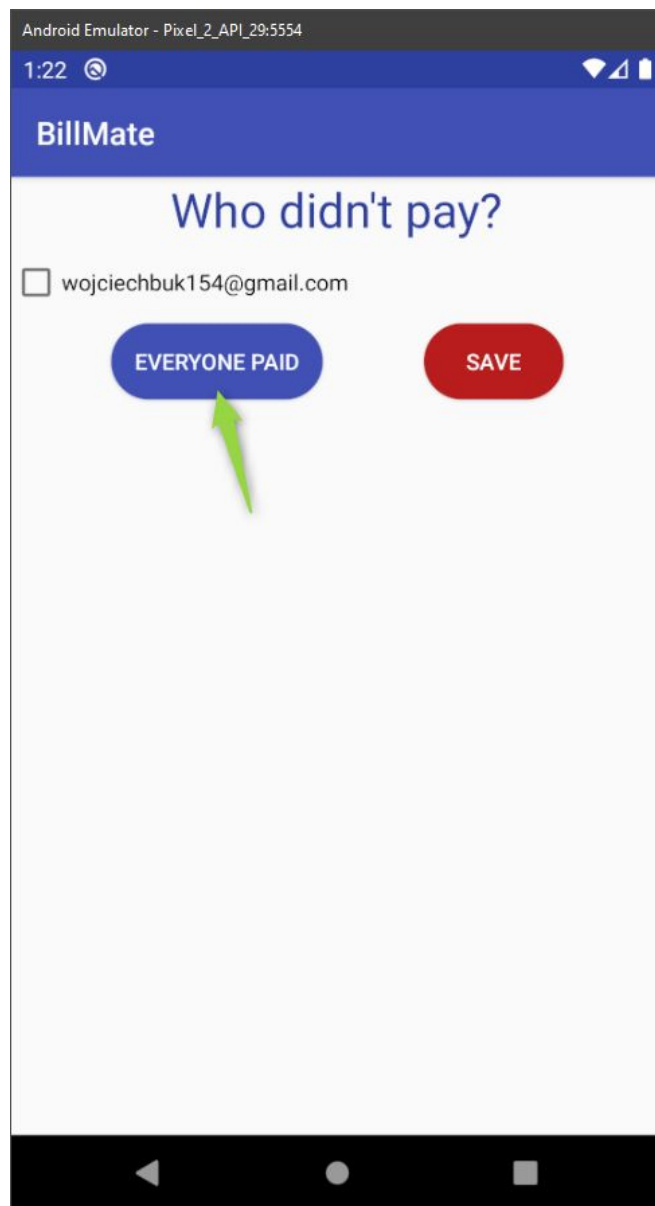 Android Emulator - Pixel_2_API_29:5554
1:22
BillMate
Who didn't pay?
wojciechbuk154@gmail.com
EVERYONE PAID SAVE